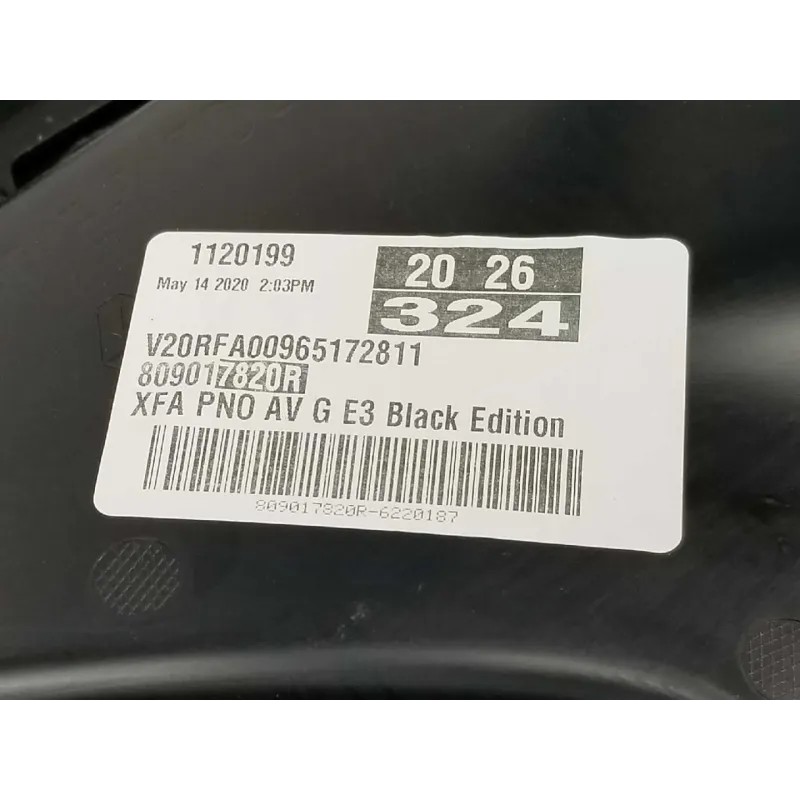 1120199
20 26
May 14 2020 2:03PM
324
V20RFA00965172811
809017820R
XFA PNO AV G E3 Black Edition
809017820R-6220187